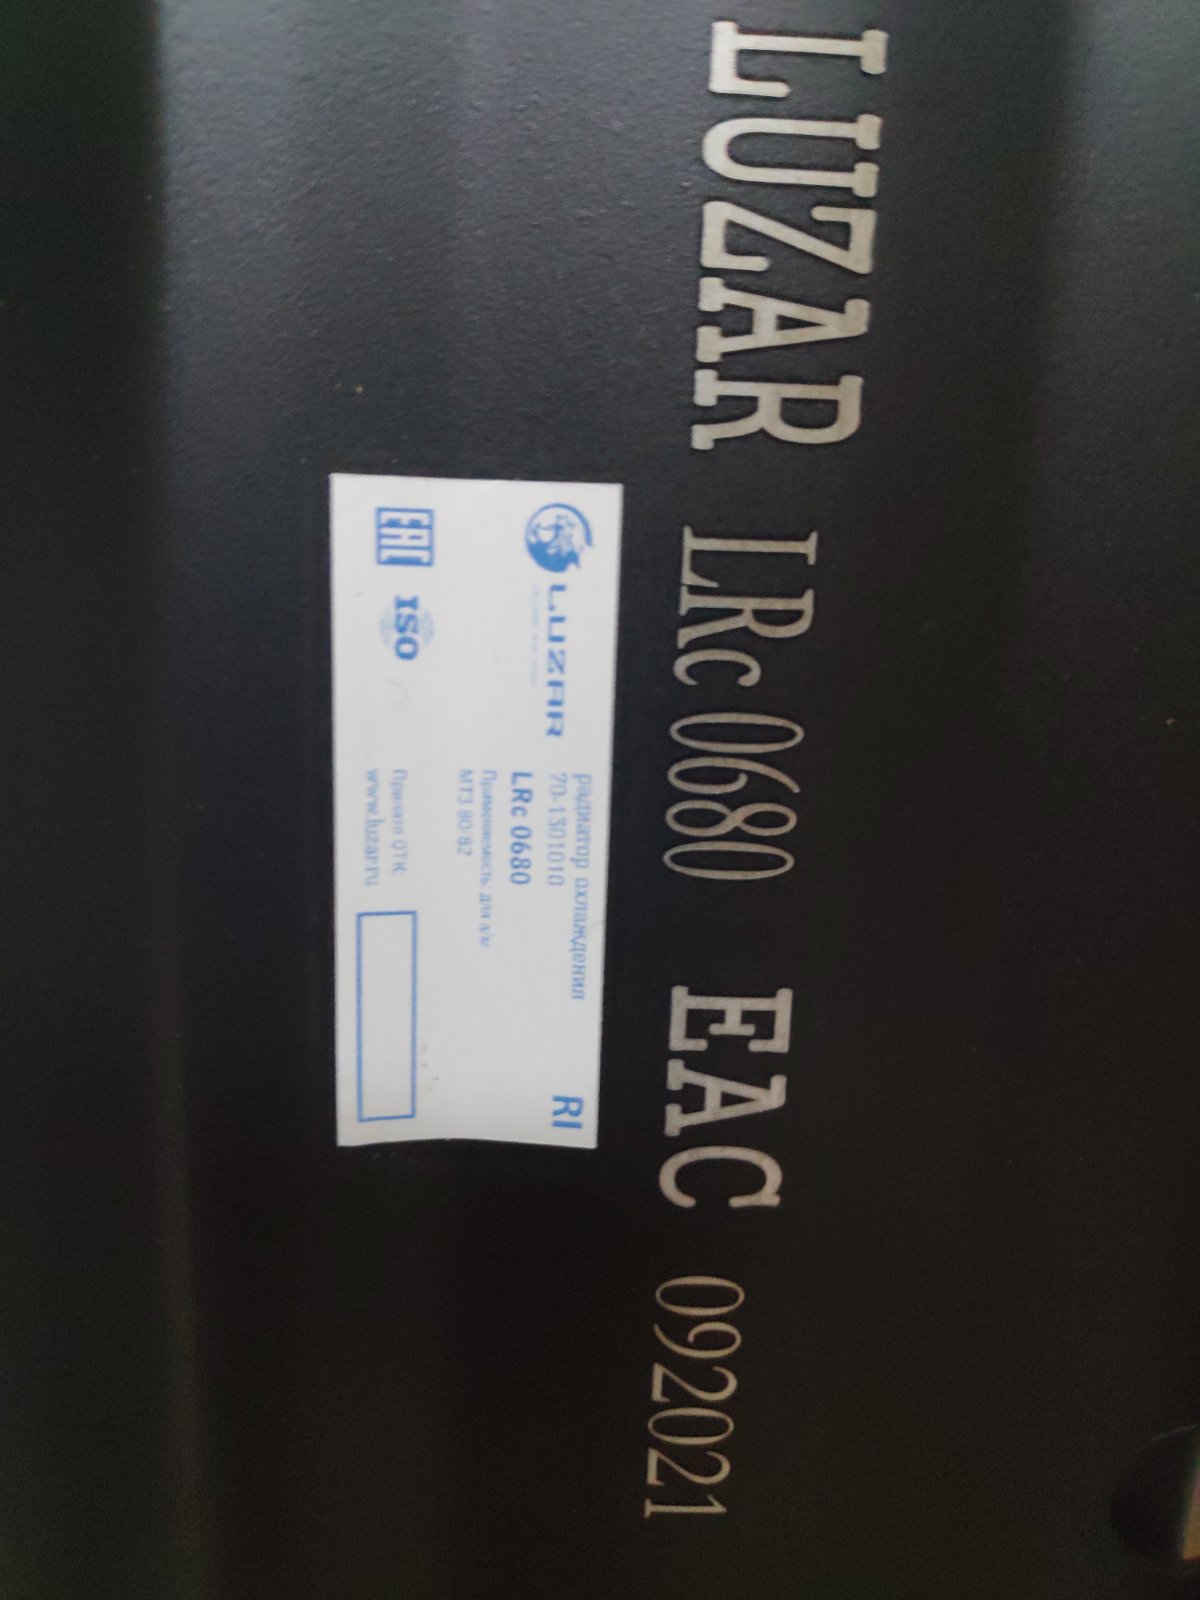 LUZAR LRc 0680 EAC 092021
LUZAR
EAC
ISO
радиатор охлаждения
70-1301010
LRc 0680
Применяемость: для а/м
МТЗ 80-82
Принято ОТК:
www.luzar.ru
RI